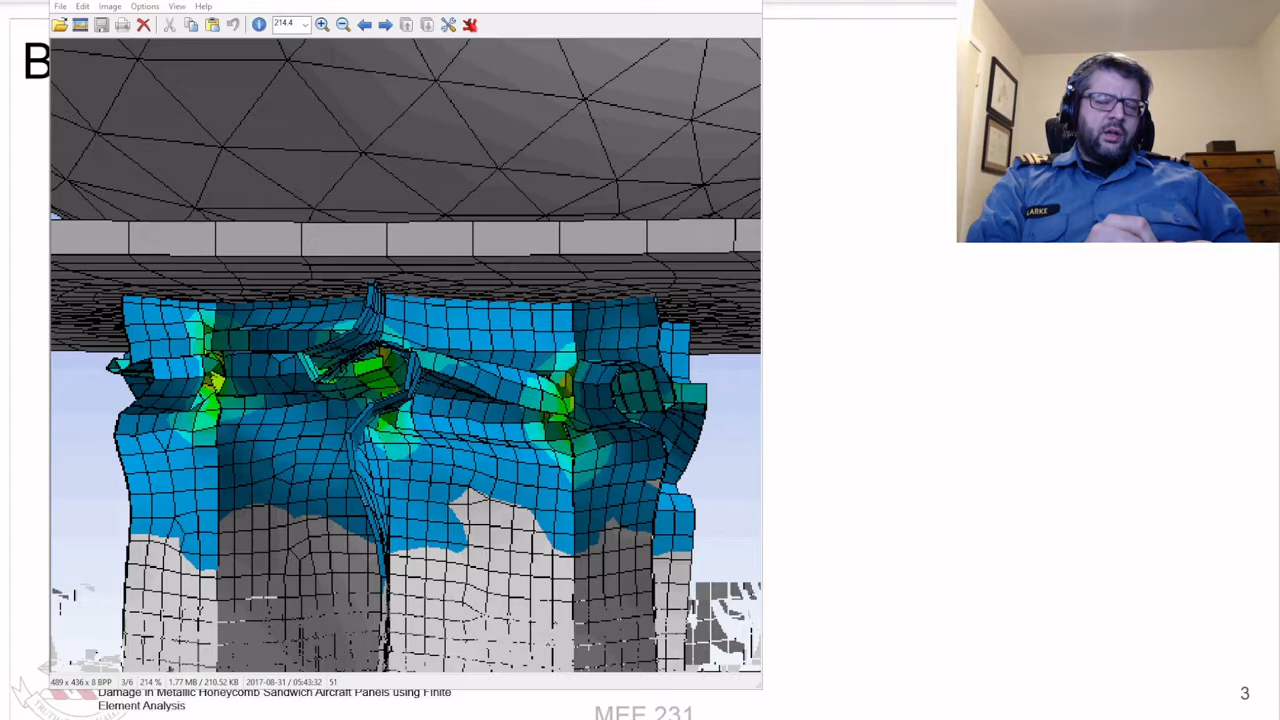 File Edit Image Options View Help
214.4
B
LARKE
489 x 436 x 8 BPP 3/6 214 % 1.77 MB / 210.52 KB 2017-08-31 / 05:43:32 51
Damage in Metallic Honeycomb Sandwich Aircraft Panels using Finite
Element Analysis
MEE 231
3